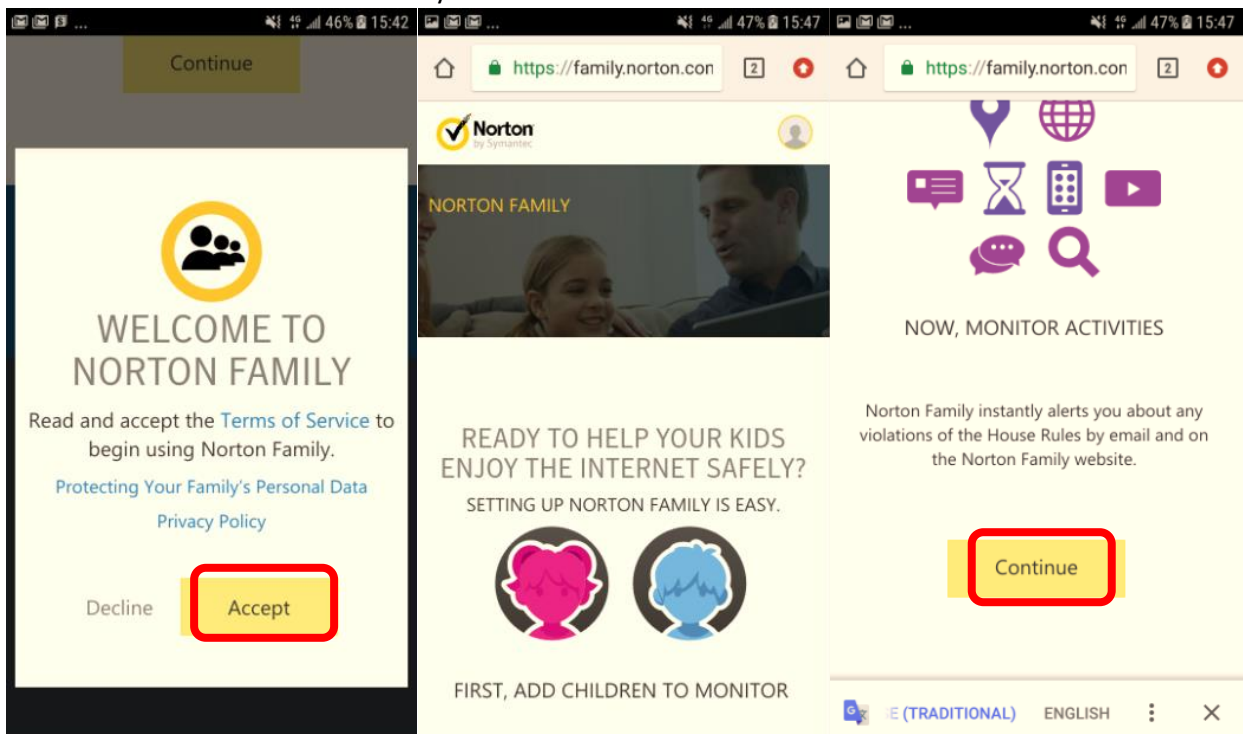 ... 4G 46% 15:42
Continue
WELCOME TO
NORTON FAMILY
Read and accept the Terms of Service to
begin using Norton Family.
Protecting Your Family's Personal Data
Privacy Policy
Decline Accept
... 4G 47% 15:47
https://family.norton.con 2
Norton
by Symantec
NORTON FAMILY
READY TO HELP YOUR KIDS
ENJOY THE INTERNET SAFELY?
SETTING UP NORTON FAMILY IS EASY.
FIRST, ADD CHILDREN TO MONITOR
... 4G 47% 15:47
https://family.norton.con 2
NOW, MONITOR ACTIVITIES
Norton Family instantly alerts you about any
violations of the House Rules by email and on
the Norton Family website.
Continue
E (TRADITIONAL) ENGLISH